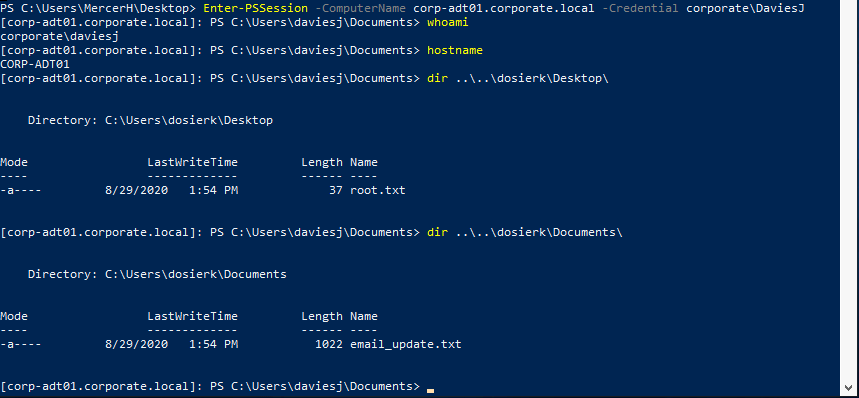 PS C:\Users\MercerH\Desktop> Enter-PSSession -ComputerName corp-adt01.corporate.local -Credential corporate\DaviesJ
[corp-adt01.corporate.local]: PS C:\Users\daviesj\Documents> whoami
corporate\daviesj
[corp-adt01.corporate.local]: PS C:\Users\daviesj\Documents> hostname
CORP-ADT01
[corp-adt01.corporate.local]: PS C:\Users\daviesj\Documents> dir ..\..\dosierk\Desktop\
Directory: C:\Users\dosierk\Desktop
Mode LastWriteTime Length Name
---- ------------- ------ ----
-a---- 8/29/2020 1:54 PM 37 root.txt
[corp-adt01.corporate.local]: PS C:\Users\daviesj\Documents> dir ..\..\dosierk\Documents\
Directory: C:\Users\dosierk\Documents
Mode LastWriteTime Length Name
---- ------------- ------ ----
-a---- 8/29/2020 1:54 PM 1022 email_update.txt
[corp-adt01.corporate.local]: PS C:\Users\daviesj\Documents>